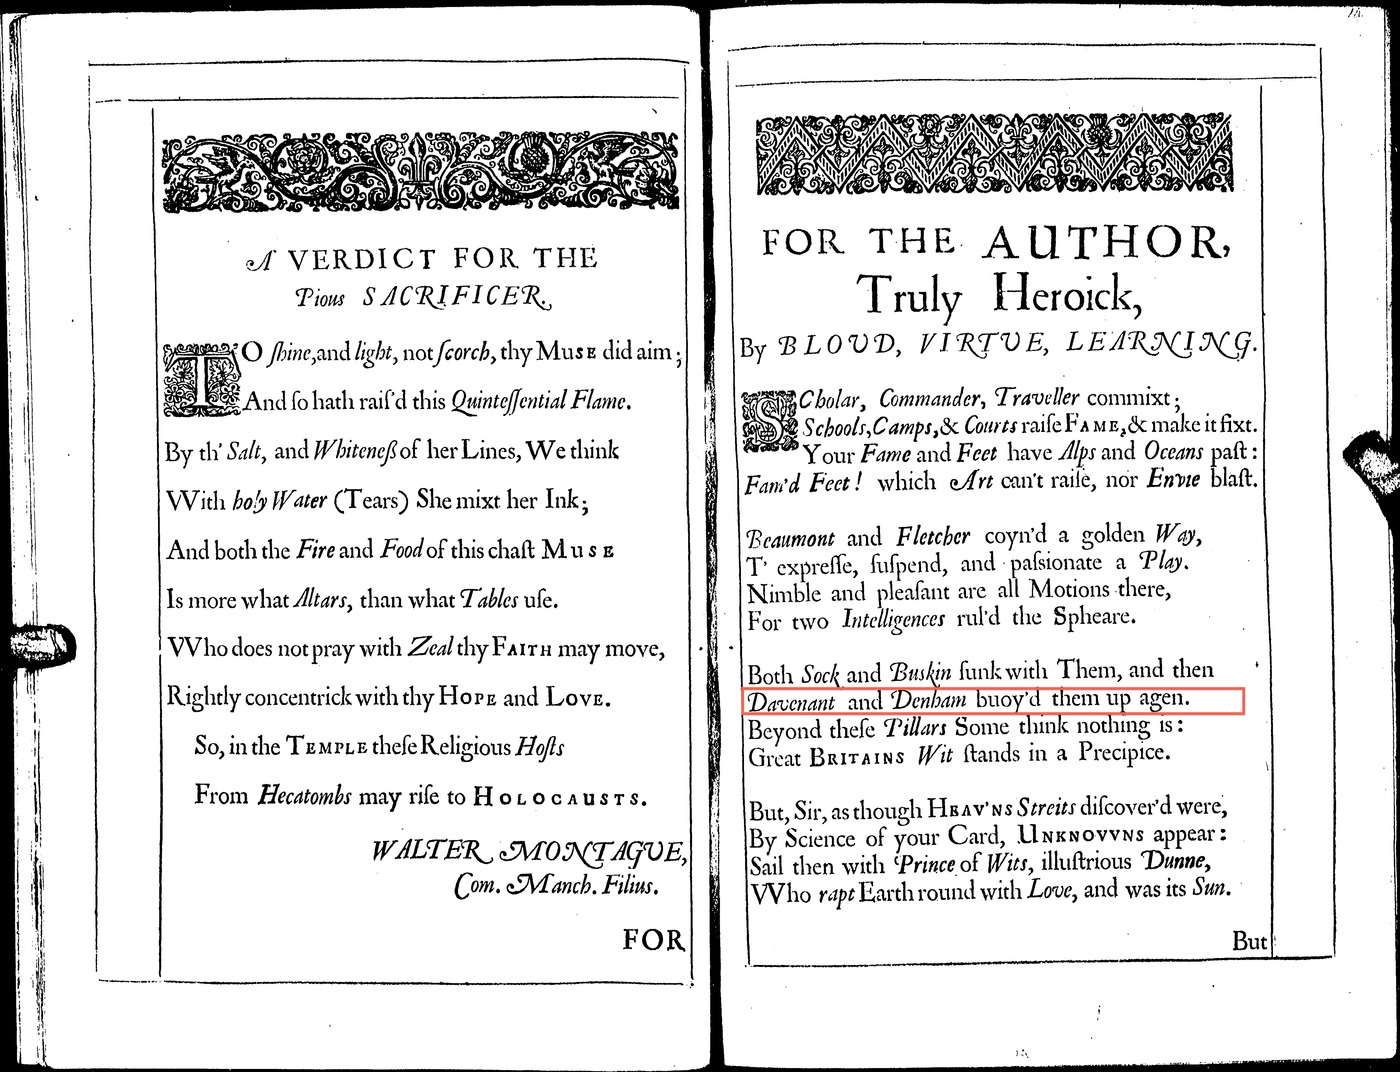 A VERDICT FOR THE
Pious SACRIFICER.
TO ſhine, and light, not ſcorch, thy Muse did aim;
And ſo hath raiſ'd this Quinteſſential Flame.
By th' Salt, and Whiteneſs of her Lines, We think
With holy Water (Tears) She mixt her Ink;
And both the Fire and Food of this chaſt Muse
Is more what Altars, than what Tables uſe.
Who does not pray with Zeal thy FAITH may move,
Rightly concentrick with thy HOPE and LOVE.
So, in the TEMPLE theſe Religious Hoſts
From Hecatombs may riſe to HOLOCAUSTS.
WALTER MONTAGUE,
Com. Manch. Filius.
FOR
FOR THE AUTHOR,
Truly Heroick,
By BLOUD, VIRTUE, LEARNING.
SCholar, Commander, Traveller commixt;
Schools, Camps, & Courts raiſe FAME, & make it fixt.
Your Fame and Feet have Alps and Oceans paſt:
Fam'd Feet! which Art can't raiſe, nor Envie blaſt.
Beaumont and Fletcher coyn'd a golden Way,
T' expreſſe, ſuſpend, and paſsionate a Play.
Nimble and pleaſant are all Motions there,
For two Intelligences rul'd the Spheare.
Both Sock and Buskin ſunk with Them, and then
Davenant and Denham buoy'd them up agen.
Beyond theſe Pillars Some think nothing is:
Great BRITAINS Wit ſtands in a Precipice.
But, Sir, as though HEAV'NS Streits diſcover'd were,
By Science of your Card, UNKNOVVNS appear:
Sail then with Prince of Wits, illuſtrious Dunne,
VVho rapt Earth round with Love, and was its Sun.
But